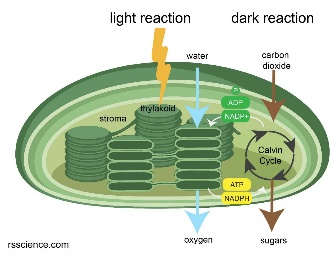 light reaction
dark reaction
water
carbon
dioxide
P
ADP
NADP+
thylakoid
stroma
Calvin
Cycle
ATP
NADPH
oxygen
sugars
rsscience.com